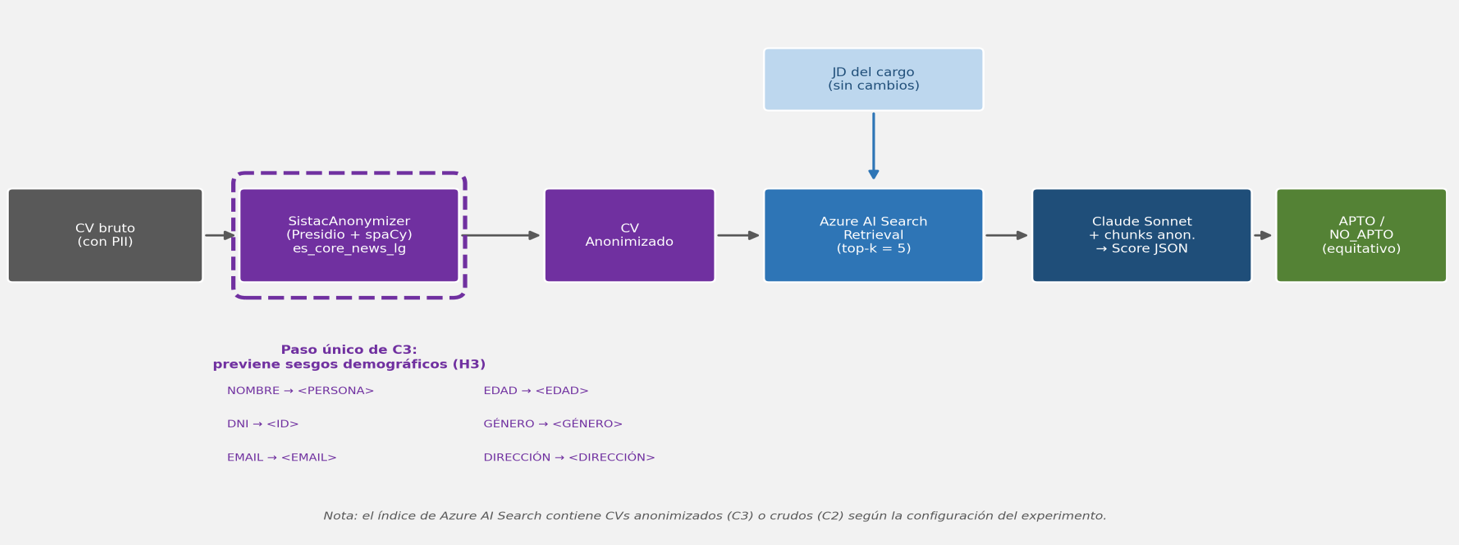 JD del cargo
(sin cambios)
CV bruto
(con PII)
SistacAnonymizer
(Presidio + spaCy)
es_core_news_lg
CV
Anonimizado
Azure AI Search
Retrieval
(top-k = 5)
Claude Sonnet
+ chunks anon.
→ Score JSON
APTO /
NO_APTO
(equitativo)
Paso único de C3:
previene sesgos demográficos (H3)
NOMBRE → <PERSONA>
EDAD → <EDAD>
DNI → <ID>
GÉNERO → <GÉNERO>
EMAIL → <EMAIL>
DIRECCIÓN → <DIRECCIÓN>
Nota: el índice de Azure AI Search contiene CVs anonimizados (C3) o crudos (C2) según la configuración del experimento.